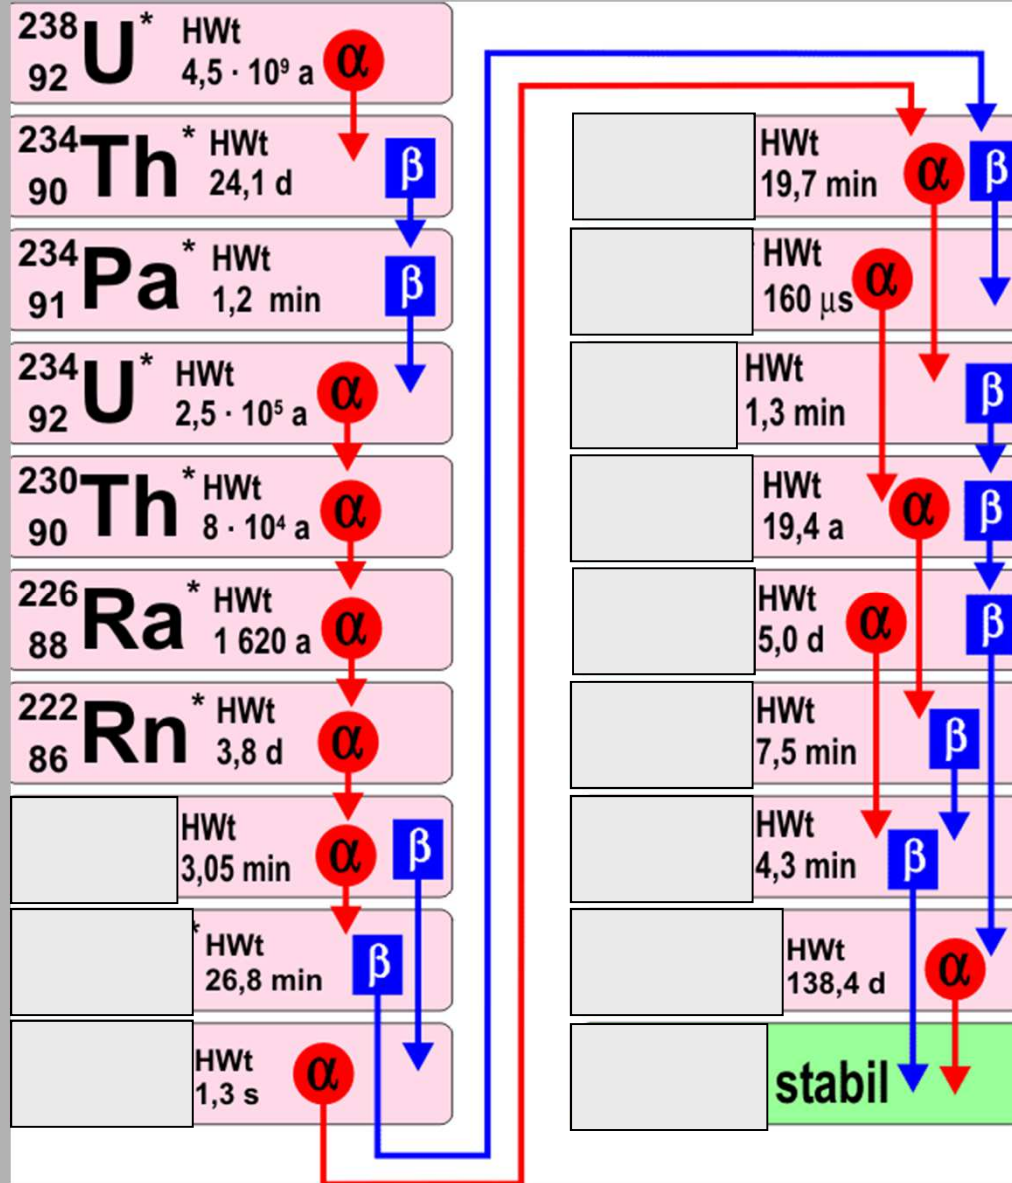 238
92 U* HWt
4,5 · 10⁹ a α
234
90 Th* HWt
24,1 d β
234
91 Pa* HWt
1,2 min β
234
92 U* HWt
2,5 · 10⁵ a α
230
90 Th* HWt
8 · 10⁴ a α
226
88 Ra* HWt
1 620 a α
222
86 Rn* HWt
3,8 d α
HWt
3,05 min α β
* HWt
26,8 min β
HWt
1,3 s α
HWt
19,7 min α β
HWt
160 μs α
HWt
1,3 min β
HWt
19,4 a α β
HWt
5,0 d α β
HWt
7,5 min β
HWt
4,3 min β
HWt
138,4 d α
stabil